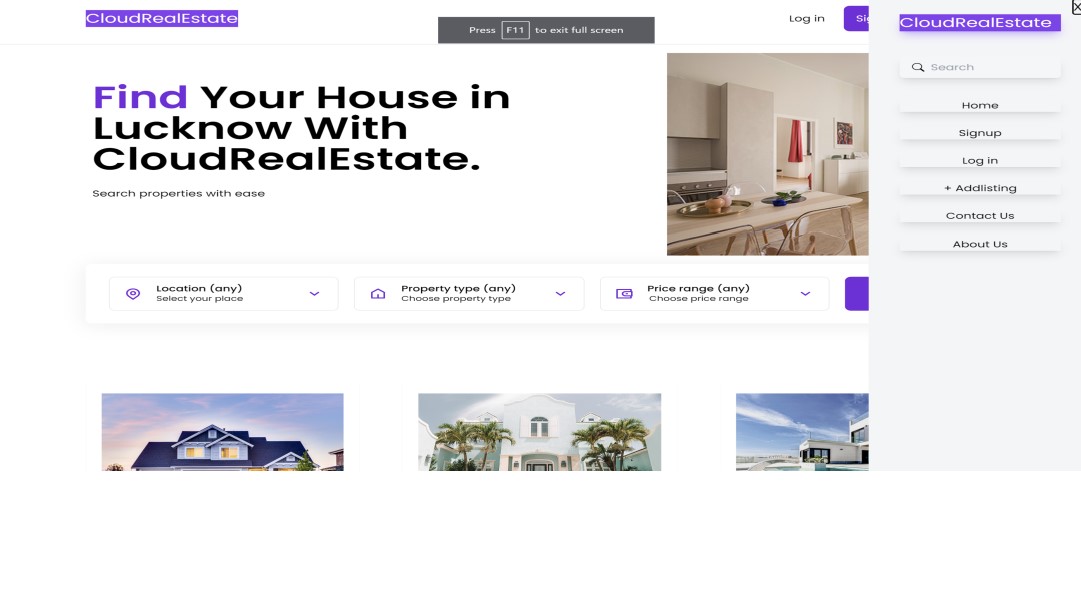 CloudRealEstate
Log in
Press F11 to exit full screen
Find Your House in
Lucknow With
CloudRealEstate.
Search properties with ease
Location (any)
Select your place
Property type (any)
Choose property type
Price range (any)
Choose price range
CloudRealEstate
Search
Home
Signup
Log in
+ Addlisting
Contact Us
About Us